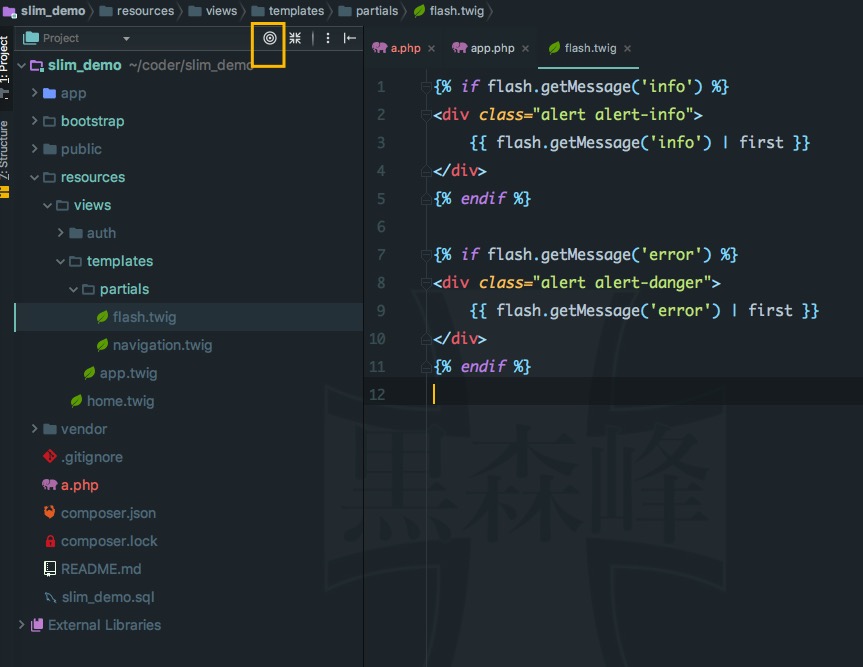 slim_demo resources views templates partials flash.twig
1: Project
Z: Structure
Project
slim_demo ~/coder/slim_demo
app
bootstrap
public
resources
views
auth
templates
partials
flash.twig
navigation.twig
app.twig
home.twig
vendor
.gitignore
a.php
composer.json
composer.lock
README.md
slim_demo.sql
External Libraries
a.php app.php flash.twig
1 {% if flash.getMessage('info') %}
2 <div class="alert alert-info">
3 {{ flash.getMessage('info') | first }}
4 </div>
5 {% endif %}
6
7 {% if flash.getMessage('error') %}
8 <div class="alert alert-danger">
9 {{ flash.getMessage('error') | first }}
10 </div>
11 {% endif %}
12
黒森峰